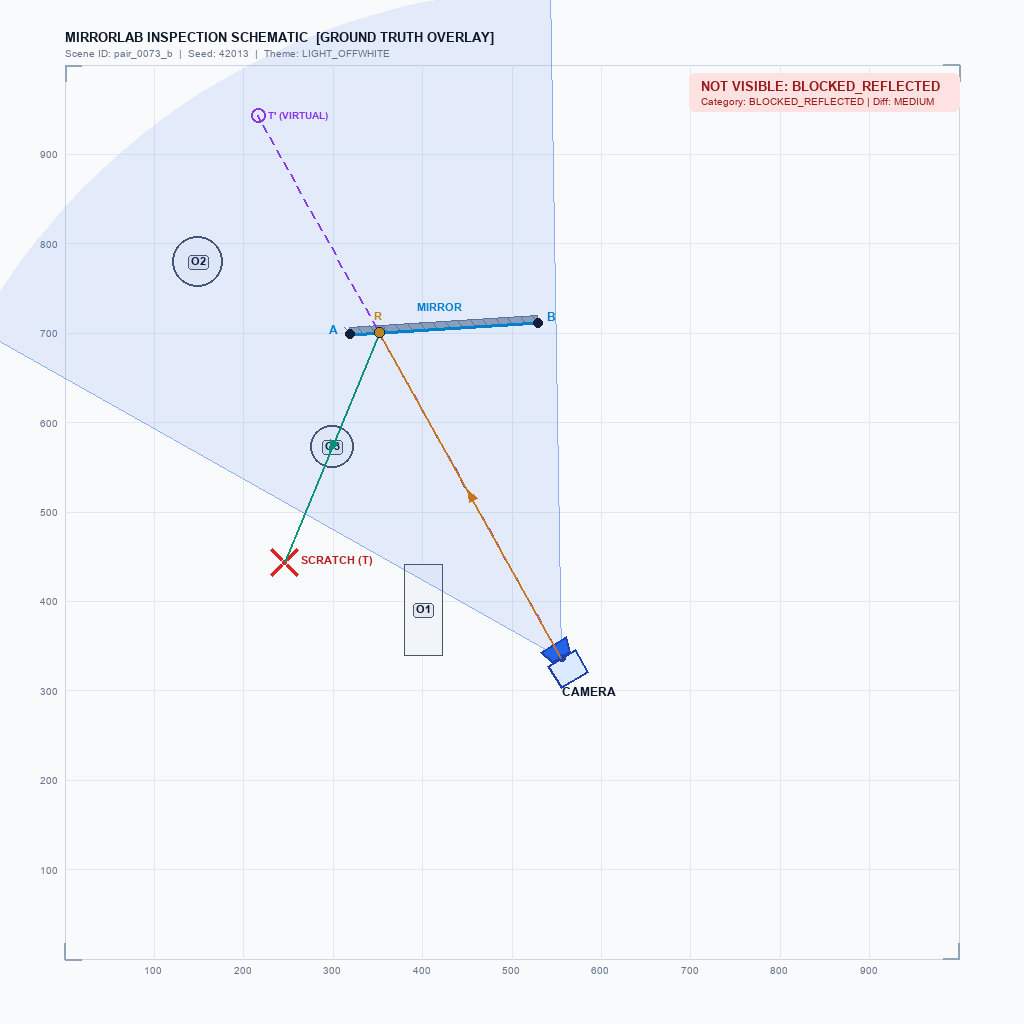 MIRRORLAB INSPECTION SCHEMATIC [GROUND TRUTH OVERLAY]
Scene ID: pair_0073_b | Seed: 42013 | Theme: LIGHT_OFFWHITE
NOT VISIBLE: BLOCKED_REFLECTED
Category: BLOCKED_REFLECTED | Diff: MEDIUM
T' (VIRTUAL)
900
800
O2
MIRROR
R
B
A
700
600
O3
500
SCRATCH (T)
400
O1
300
CAMERA
200
100
100 200 300 400 500 600 700 800 900